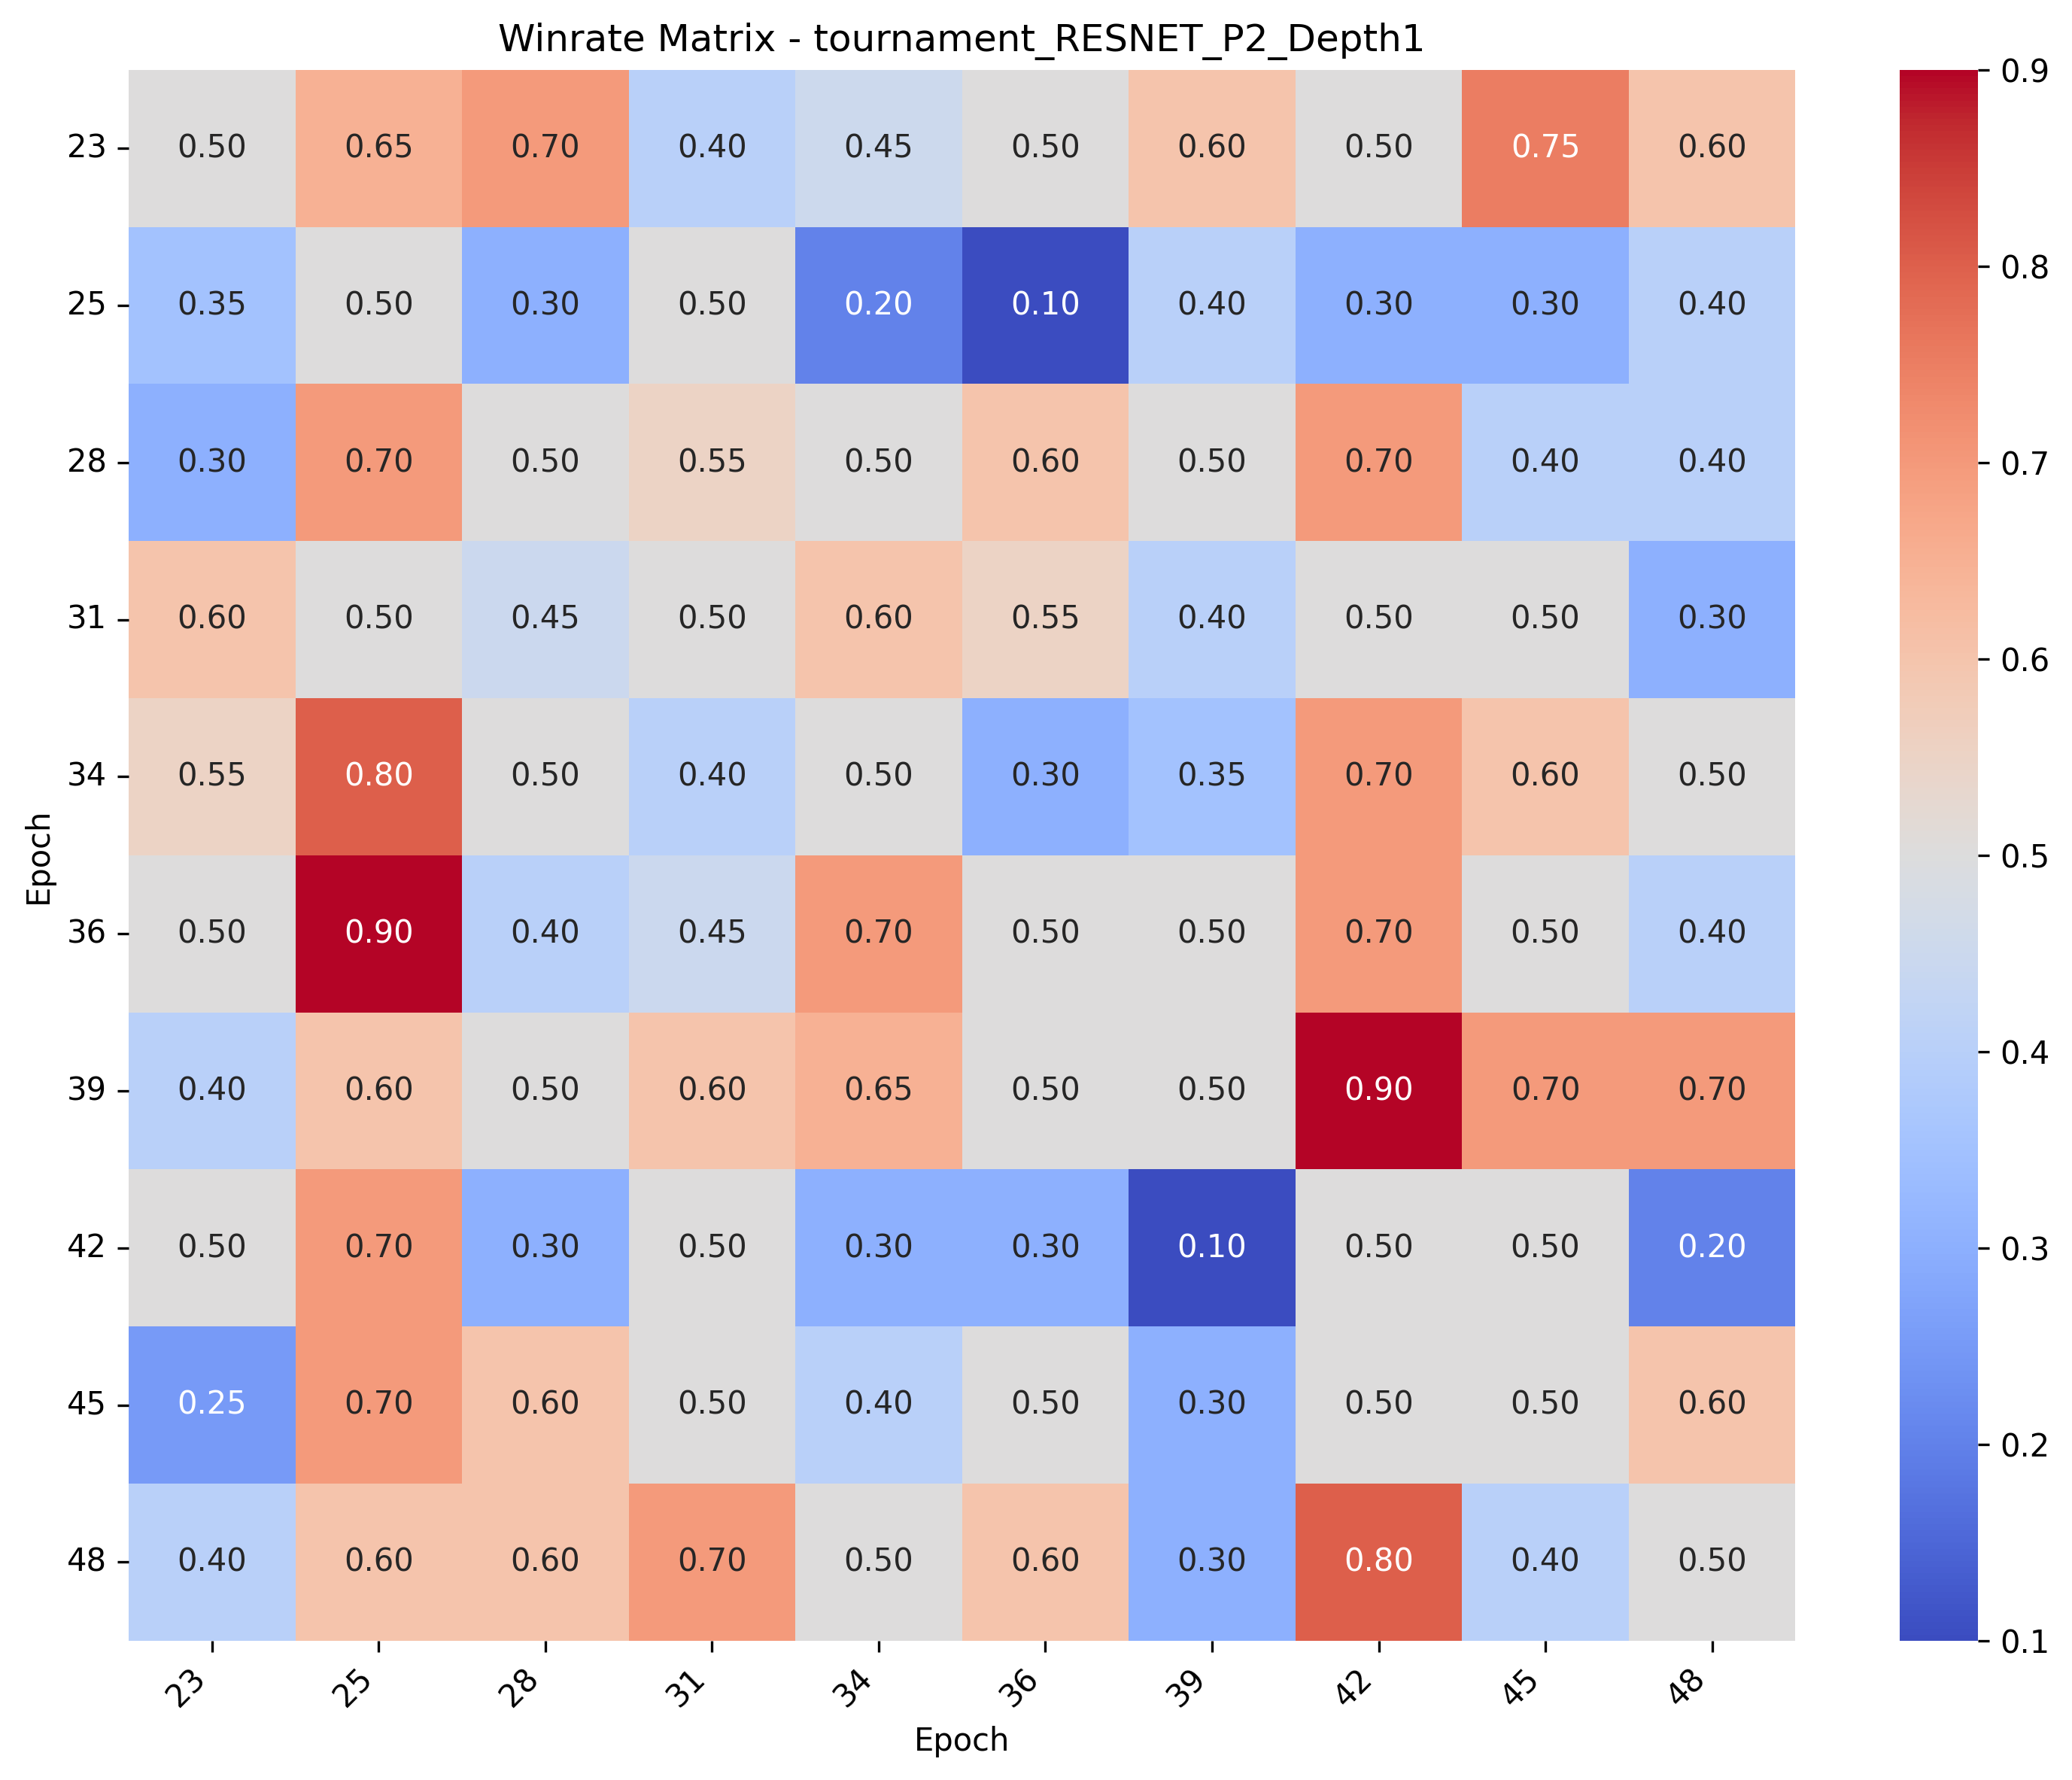 Winrate Matrix - tournament_RESNET_P2_Depth1
23 0.50 0.65 0.70 0.40 0.45 0.50 0.60 0.50 0.75 0.60
25 0.35 0.50 0.30 0.50 0.20 0.10 0.40 0.30 0.30 0.40
28 0.30 0.70 0.50 0.55 0.50 0.60 0.50 0.70 0.40 0.40
31 0.60 0.50 0.45 0.50 0.60 0.55 0.40 0.50 0.50 0.30
34 0.55 0.80 0.50 0.40 0.50 0.30 0.35 0.70 0.60 0.50
36 0.50 0.90 0.40 0.45 0.70 0.50 0.50 0.70 0.50 0.40
39 0.40 0.60 0.50 0.60 0.65 0.50 0.50 0.90 0.70 0.70
42 0.50 0.70 0.30 0.50 0.30 0.30 0.10 0.50 0.50 0.20
45 0.25 0.70 0.60 0.50 0.40 0.50 0.30 0.50 0.50 0.60
48 0.40 0.60 0.60 0.70 0.50 0.60 0.30 0.80 0.40 0.50
23 25 28 31 34 36 39 42 45 48
Epoch
Epoch
0.9
0.8
0.7
0.6
0.5
0.4
0.3
0.2
0.1